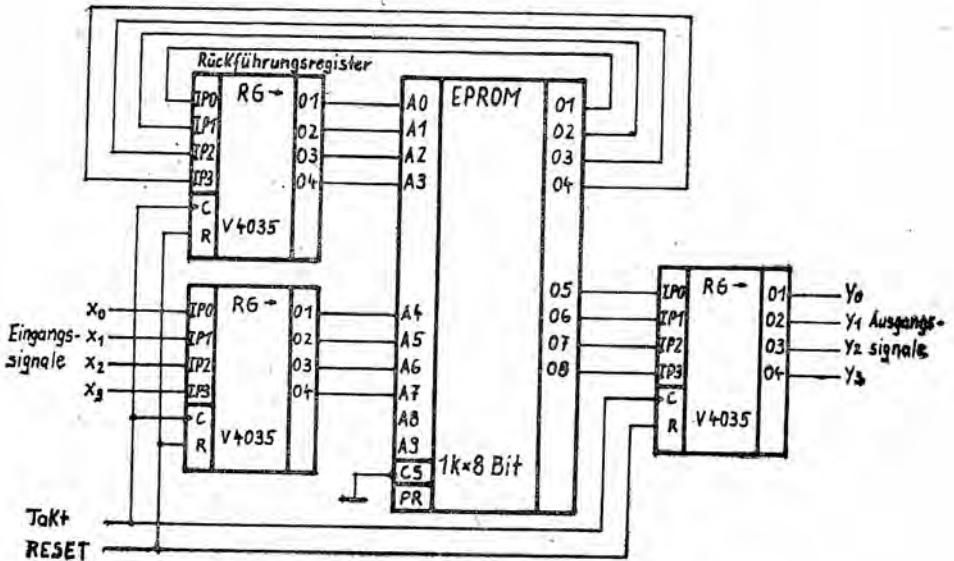 Rückführungsregister
IP0 RG → 01
IP1 02
IP2 03
IP3 04
C
R V4035
A0 EPROM 01
A1 02
A2 03
A3 04
05
06
07
08
A4
A5
A6
A7
A8
A9
CS 1k×8 Bit
PR
Eingangs-
signale
X0
X1
X2
X3
IP0 RG → 01
IP1 02
IP2 03
IP3 04
C
R V4035
IP0 RG → 01
IP1 02
IP2 03
IP3 04
C
R V4035
Y0
Y1 Ausgangs-
Y2 signale
Y3
Takt
RESET